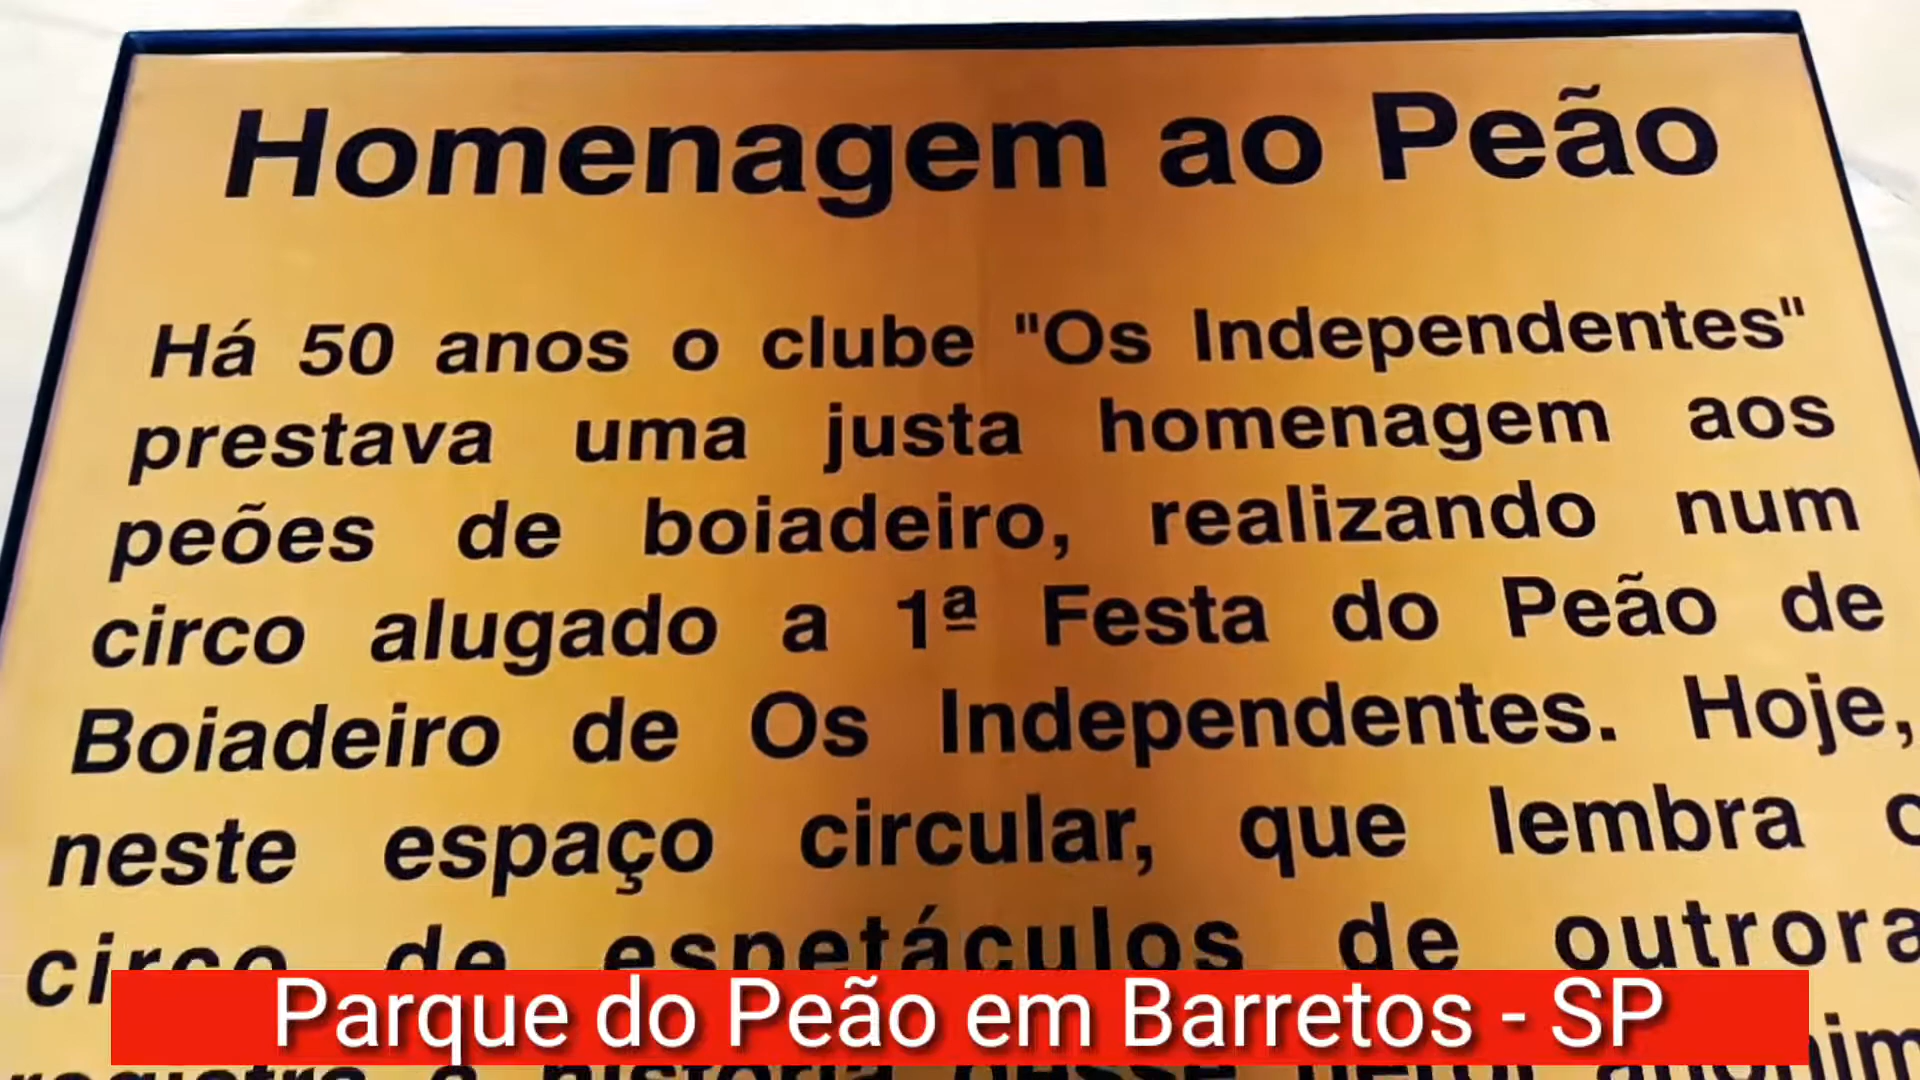 Homenagem ao Peão
Há 50 anos o clube "Os Independentes"
prestava uma justa homenagem aos
peões de boiadeiro, realizando num
circo alugado a 1ª Festa do Peão de
Boiadeiro de Os Independentes. Hoje,
neste espaço circular, que lembra o
circo de espetáculos de outrora
Parque do Peão em Barretos - SP